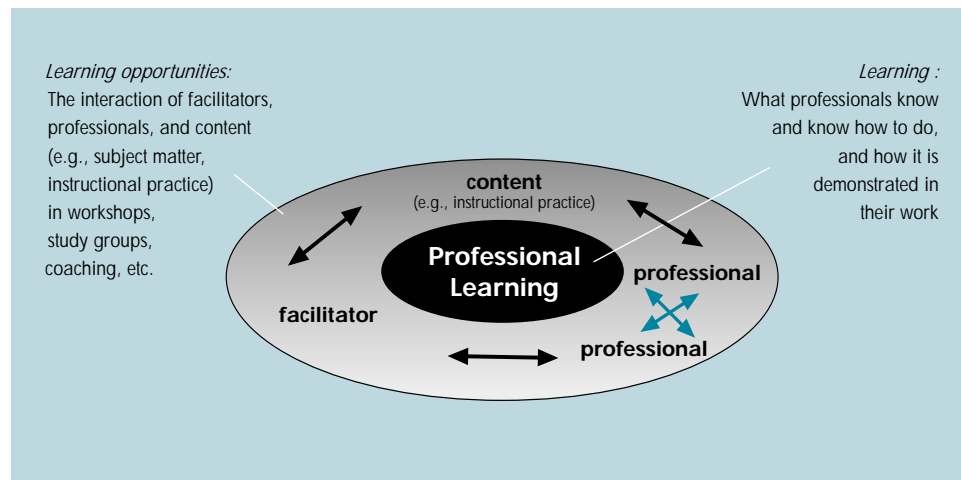 Learning opportunities:
The interaction of facilitators,
professionals, and content
(e.g., subject matter,
instructional practice)
in workshops,
study groups,
coaching, etc.
Learning :
What professionals know
and know how to do,
and how it is
demonstrated in
their work
content
(e.g., instructional practice)
Professional
Learning
facilitator
professional
professional